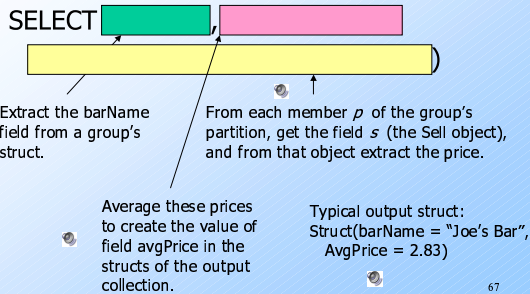 SELECT ,
)
Extract the barName
field from a group's
struct.
From each member p of the group's
partition, get the field s (the Sell object),
and from that object extract the price.
Average these prices
to create the value of
field avgPrice in the
structs of the output
collection.
Typical output struct:
Struct(barName = "Joe's Bar",
AvgPrice = 2.83)
67